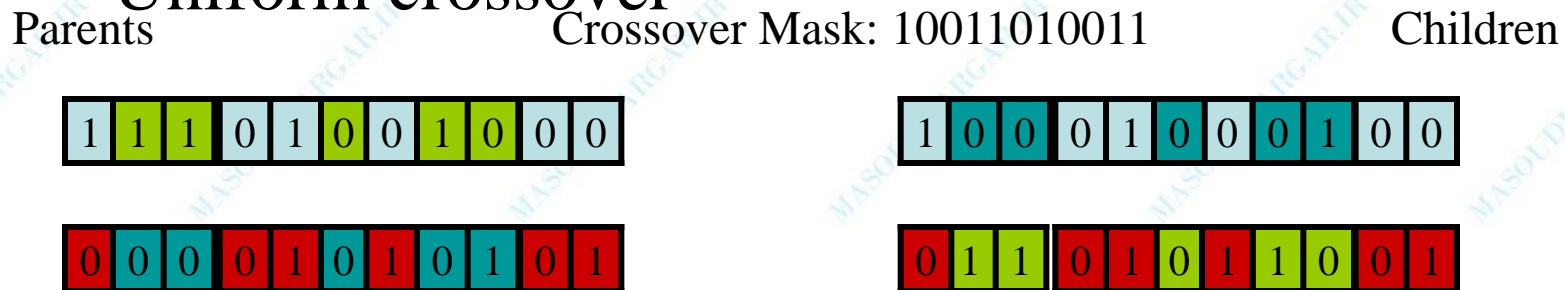 Uniform crossover
Parents Crossover Mask: 10011010011 Children
1 1 1 0 1 0 0 1 0 0 0 1 0 0 0 1 0 0 0 1 0 0
0 0 0 0 1 0 1 0 1 0 1 0 1 1 0 1 0 1 1 0 0 1